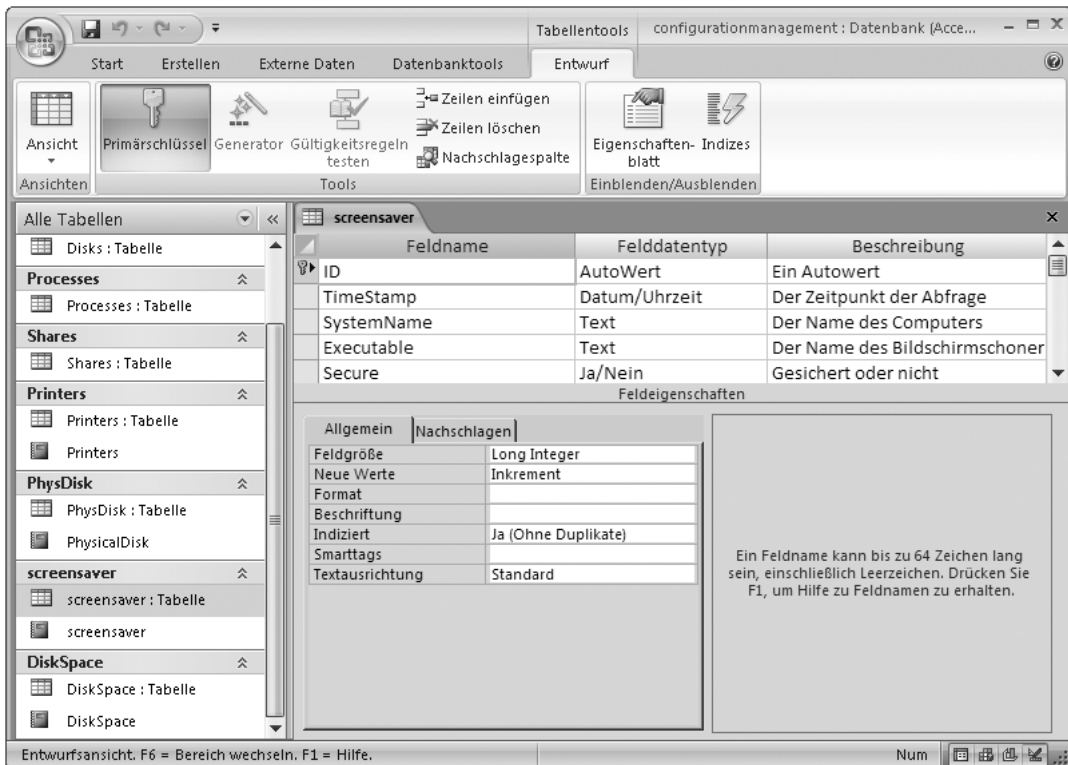 Tabellentools configurationmanagement : Datenbank (Acce...
Start Erstellen Externe Daten Datenbanktools Entwurf
Ansicht
Primärschlüssel
Generator
Gültigkeitsregeln
testen
Zeilen einfügen
Zeilen löschen
Nachschlagespalte
Eigenschaften-
blatt
Indizes
Ansichten Tools Einblenden/Ausblenden
Alle Tabellen
Disks : Tabelle
Processes
Processes : Tabelle
Shares
Shares : Tabelle
Printers
Printers : Tabelle
Printers
PhysDisk
PhysDisk : Tabelle
PhysicalDisk
screensaver
screensaver : Tabelle
screensaver
DiskSpace
DiskSpace : Tabelle
DiskSpace
screensaver
Feldname Felddatentyp Beschreibung
ID AutoWert Ein Autowert
TimeStamp Datum/Uhrzeit Der Zeitpunkt der Abfrage
SystemName Text Der Name des Computers
Executable Text Der Name des Bildschirmschoner
Secure Ja/Nein Gesichert oder nicht
Feldeigenschaften
Allgemein Nachschlagen
Feldgröße Long Integer
Neue Werte Inkrement
Format
Beschriftung
Indiziert Ja (Ohne Duplikate)
Smarttags
Textausrichtung Standard
Ein Feldname kann bis zu 64 Zeichen lang
sein, einschließlich Leerzeichen. Drücken Sie
F1, um Hilfe zu Feldnamen zu erhalten.
Entwurfsansicht. F6 = Bereich wechseln. F1 = Hilfe. Num